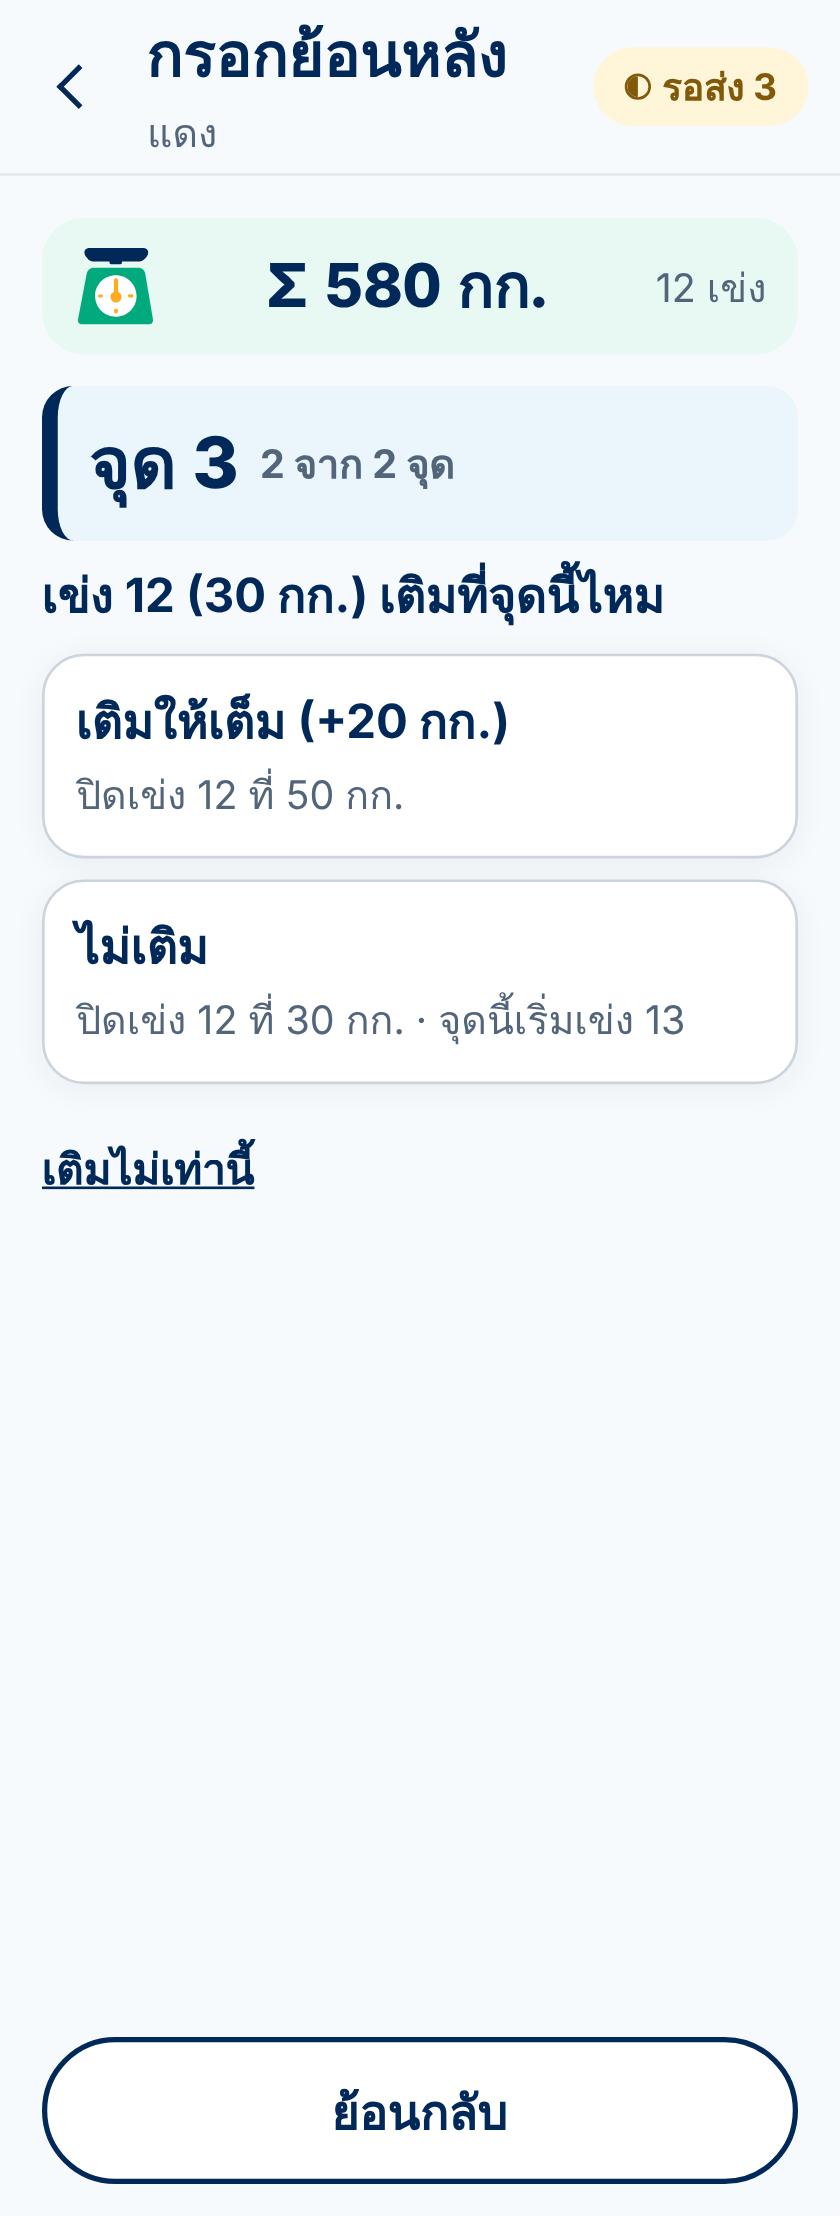 กรอกย้อนหลัง
แดง
รอส่ง 3
Σ 580 กก.
12 เข่ง
จุด 3 2 จาก 2 จุด
เข่ง 12 (30 กก.) เติมที่จุดนี้ไหม
เติมให้เต็ม (+20 กก.)
ปิดเข่ง 12 ที่ 50 กก.
ไม่เติม
ปิดเข่ง 12 ที่ 30 กก. · จุดนี้เริ่มเข่ง 13
เติมไม่เท่านี้
ย้อนกลับ